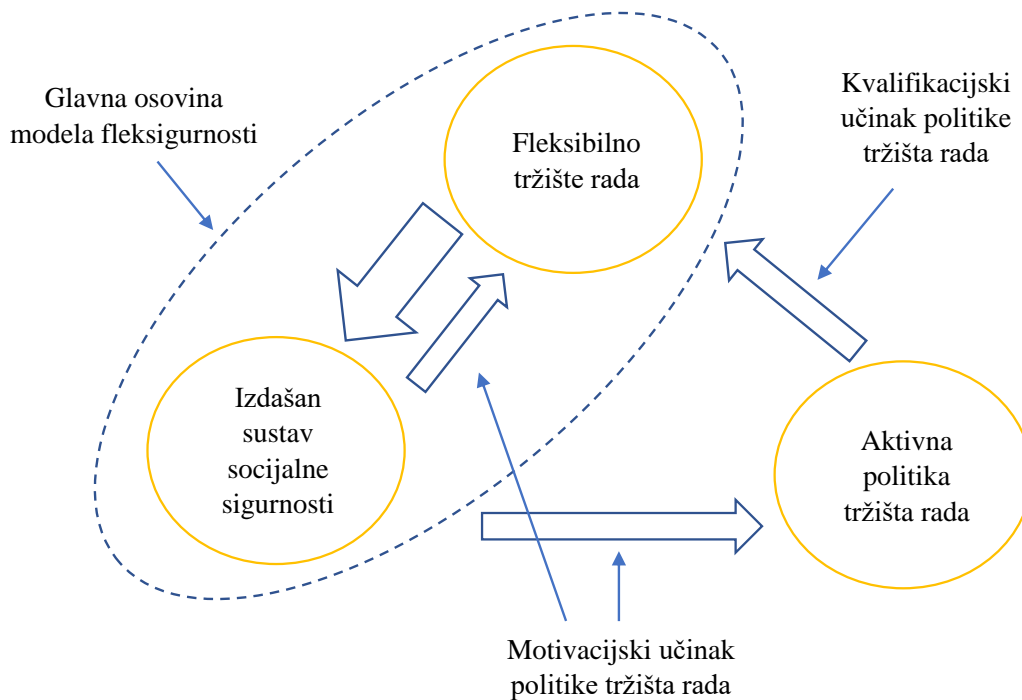 Glavna osovina
modela fleksigurnosti
Fleksibilno
tržište rada
Kvalifikacijski
učinak politike
tržišta rada
Izdašan
sustav
socijalne
sigurnosti
Aktivna
politika
tržišta rada
Motivacijski učinak
politike tržišta rada